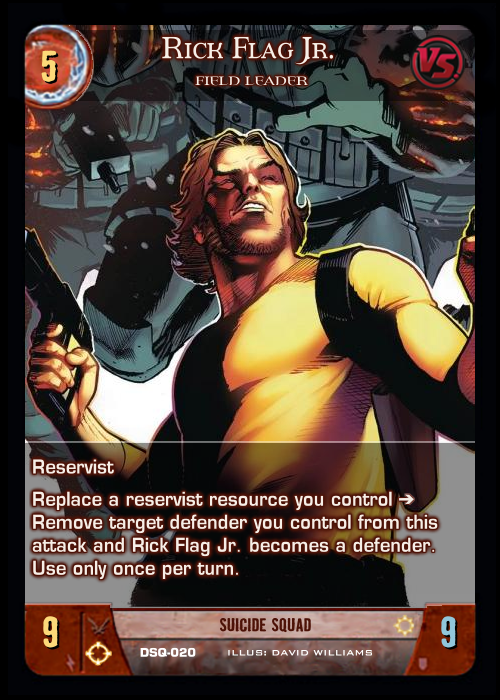 5
Rick Flag Jr.
VS
FIELD LEADER
Reservist
Replace a reservist resource you control ➔
Remove target defender you control from this
attack and Rick Flag Jr. becomes a defender.
Use only once per turn.
9
SUICIDE SQUAD
9
DSQ-020 ILLUS: DAVID WILLIAMS